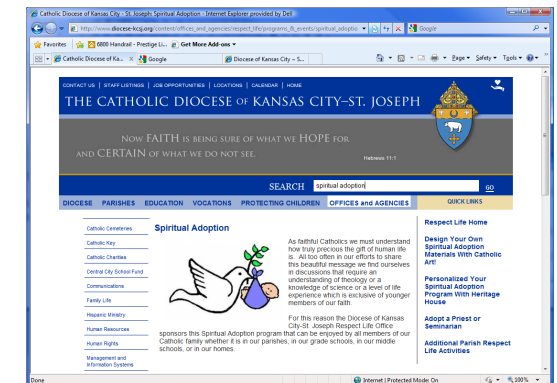 Catholic Diocese of Kansas City - St. Joseph: Spiritual Adoption - Internet Explorer provided by Dell
http://www.diocese-kcsj.org/content/offices_and_agencies/respect_life/programs_&_events/spiritual_adoptio
Google
Favorites 6800 Handrail - Prestige Li... Get More Add-ons
Catholic Diocese of Ka... X Google Catholic Diocese of Kansas City – S...
Page Safety Tools
CONTACT US | STAFF LISTINGS | JOB OPPORTUNITIES | LOCATIONS | CALENDAR | HOME
THE CATHOLIC DIOCESE OF KANSAS CITY–ST. JOSEPH
NOW FAITH IS BEING SURE OF WHAT WE HOPE FOR
AND CERTAIN OF WHAT WE DO NOT SEE.
Hebrews 11:1
SEARCH spiritual adoption GO
DIOCESE PARISHES EDUCATION VOCATIONS PROTECTING CHILDREN OFFICES and AGENCIES QUICK LINKS
Catholic Cemeteries
Catholic Key
Catholic Charities
Central City School Fund
Communications
Family Life
Hispanic Ministry
Human Resources
Human Rights
Management and
Information Systems
Spiritual Adoption
As faithful Catholics we must understand
how truly precious the gift of human life
is. All too often in our efforts to share
this beautiful message we find ourselves
in discussions that require an
understanding of theology or a
knowledge of science or a level of life
experience which is exclusive of younger
members of our faith.
For this reason the Diocese of Kansas
City-St. Joseph Respect Life Office
sponsors this Spiritual Adoption program that can be enjoyed by all members of our
Catholic family whether it is in our parishes, in our grade schools, in our middle
schools, or in our homes.
Respect Life Home
Design Your Own
Spiritual Adoption
Materials With Catholic
Art!
Personalized Your
Spiritual Adoption
Program With Heritage
House
Adopt a Priest or
Seminarian
Additional Parish Respect
Life Activities
Done
Internet | Protected Mode: On
100%